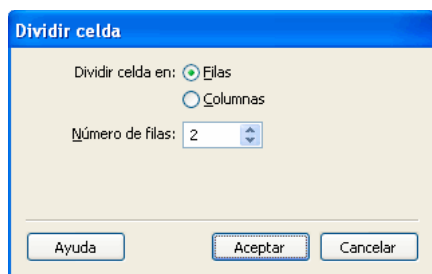 Dividir celda
Dividir celda en: Filas
Columnas
Número de filas: 2
Ayuda Aceptar Cancelar